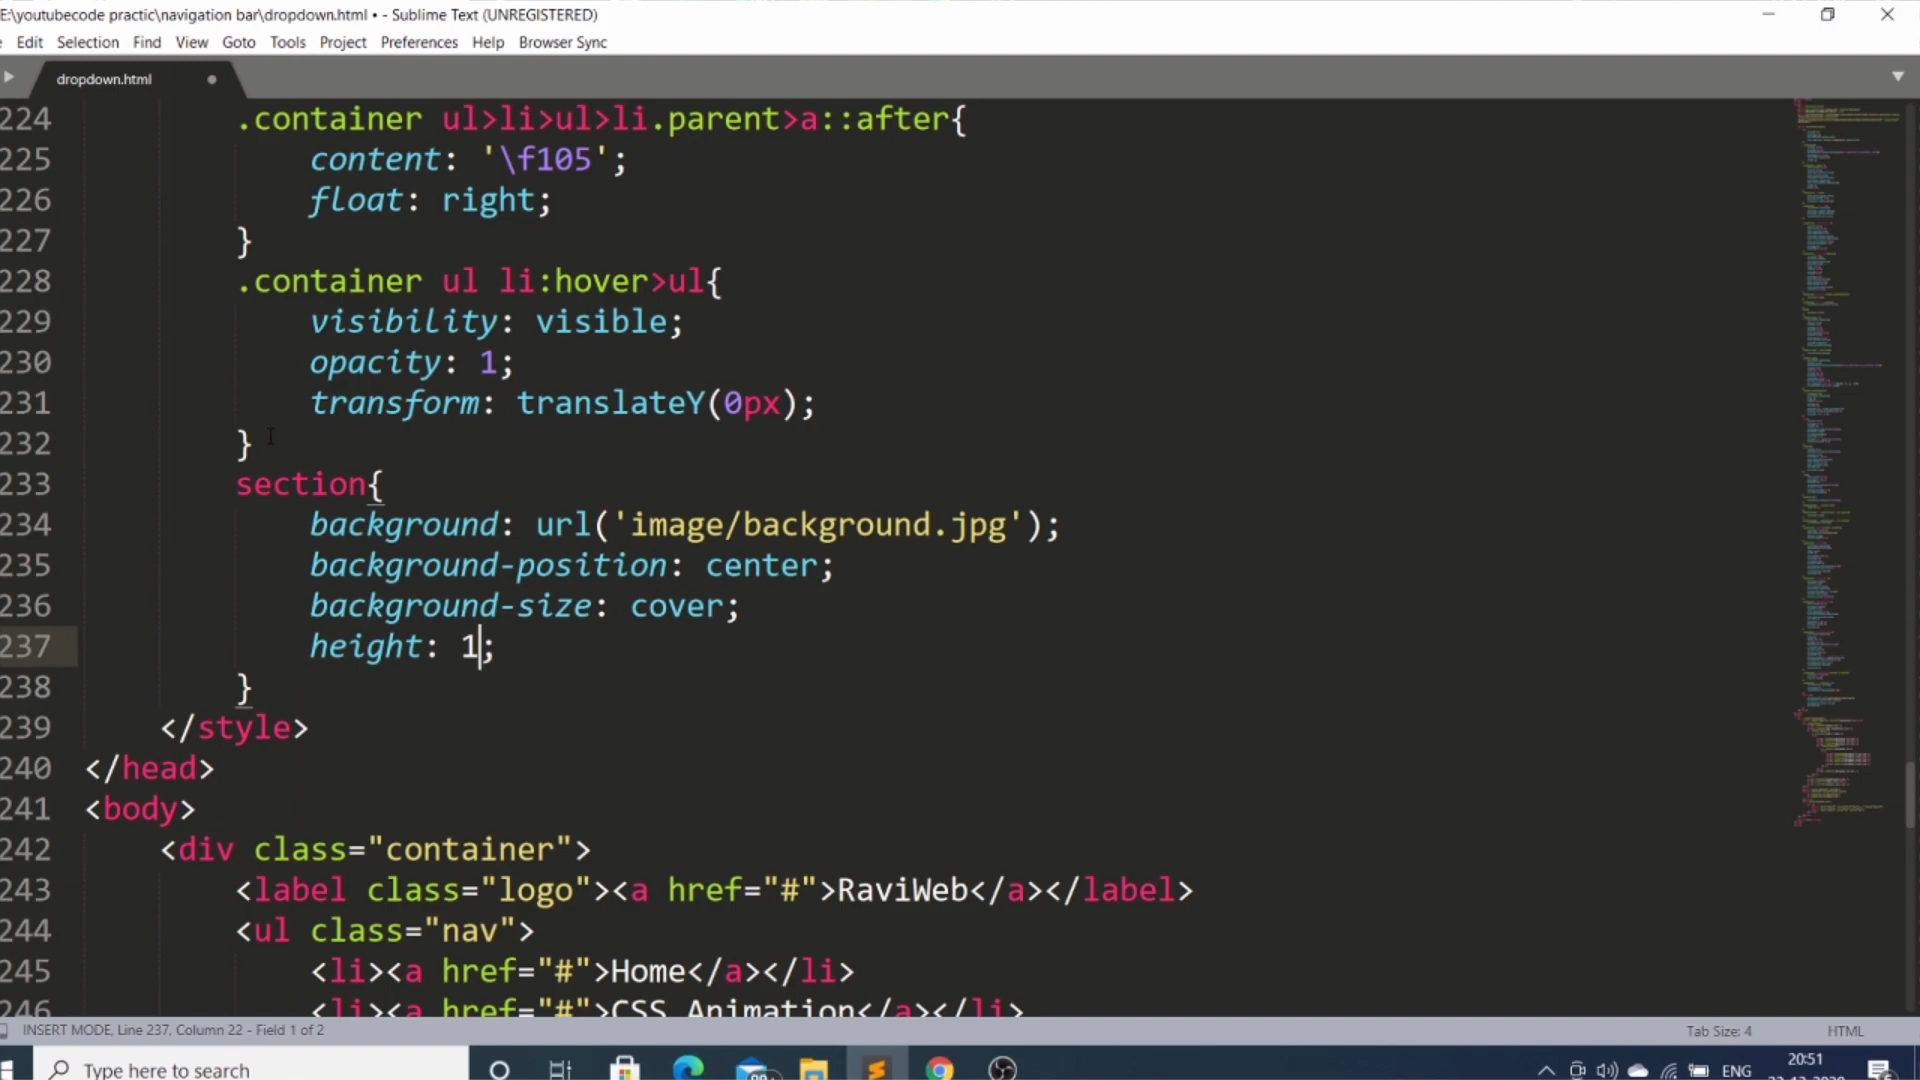 E:\youtubecode practic\navigation bar\dropdown.html • - Sublime Text (UNREGISTERED)
Edit Selection Find View Goto Tools Project Preferences Help Browser Sync
dropdown.html
224 .container ul>li>ul>li.parent>a::after{
225 content: '\f105';
226 float: right;
227 }
228 .container ul li:hover>ul{
229 visibility: visible;
230 opacity: 1;
231 transform: translateY(0px);
232 }
233 section{
234 background: url('image/background.jpg');
235 background-position: center;
236 background-size: cover;
237 height: 1;
238 }
239 </style>
240 </head>
241 <body>
242 <div class="container">
243 <label class="logo"><a href="#">RaviWeb</a></label>
244 <ul class="nav">
245 <li><a href="#">Home</a></li>
246 <li><a href="#">CSS Animation</a></li>
INSERT MODE, Line 237, Column 22 - Field 1 of 2 Tab Size: 4 HTML
Type here to search 99+ ENG 20:51